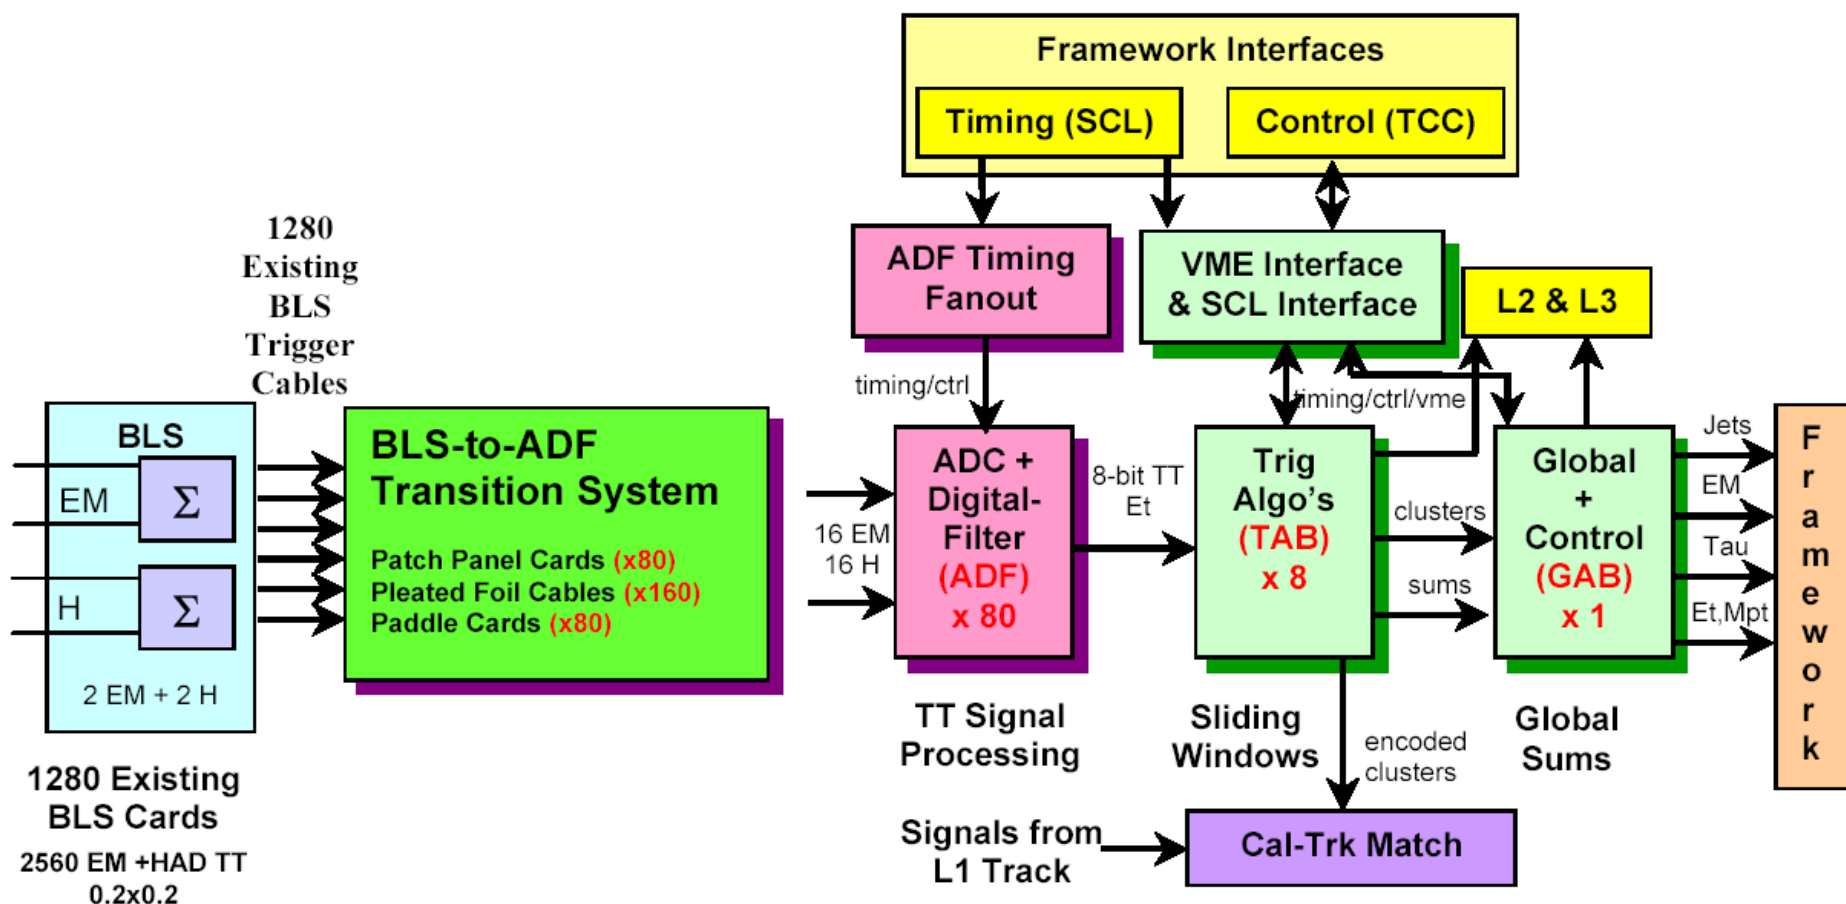 Framework Interfaces
Timing (SCL)
Control (TCC)
1280
Existing
BLS
Trigger
Cables
ADF Timing
Fanout
VME Interface
& SCL Interface
L2 & L3
timing/ctrl
timing/ctrl/vme
BLS
EM
Σ
H
Σ
2 EM + 2 H
1280 Existing
BLS Cards
2560 EM +HAD TT
0.2x0.2
BLS-to-ADF
Transition System
Patch Panel Cards (x80)
Pleated Foil Cables (x160)
Paddle Cards (x80)
16 EM
16 H
ADC +
Digital-
Filter
(ADF)
x 80
TT Signal
Processing
8-bit TT
Et
Trig
Algo's
(TAB)
x 8
Sliding
Windows
clusters
sums
encoded
clusters
Global
+
Control
(GAB)
x 1
Global
Sums
Jets
EM
Tau
Et,Mpt
Framework
Signals from
L1 Track
Cal-Trk Match